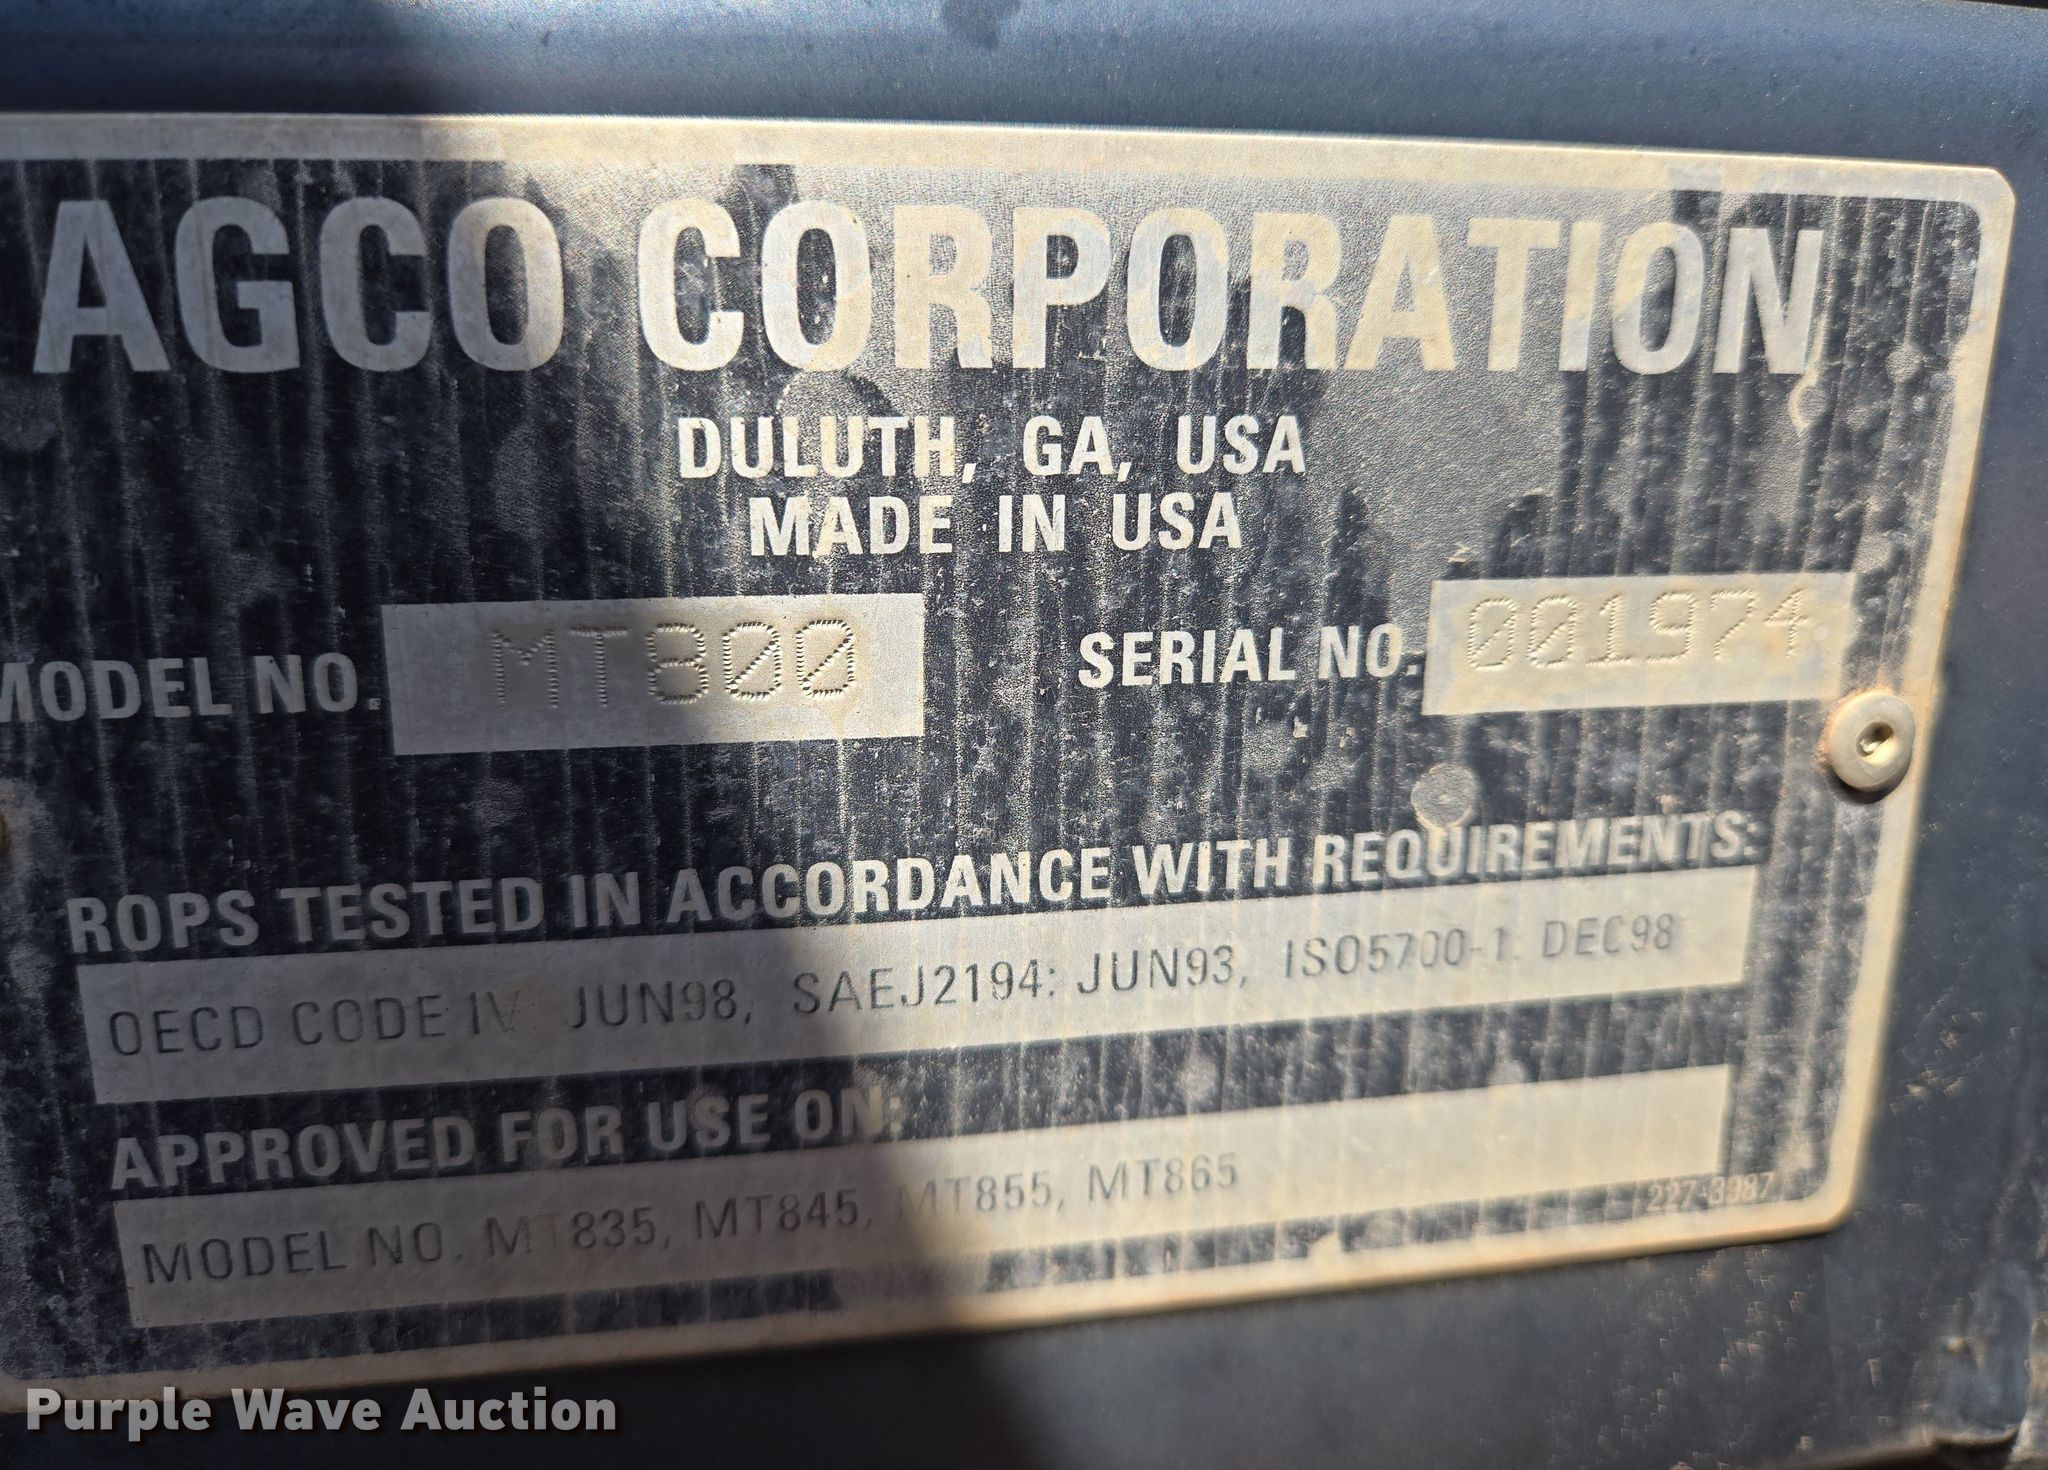 AGCO CORPORATION
DULUTH, GA, USA
MADE IN USA
MODEL NO. MT800 SERIAL NO. 001974
ROPS TESTED IN ACCORDANCE WITH REQUIREMENTS:
OECD CODE IV JUN98, SAEJ2194: JUN93, ISO5700-1. DEC98
APPROVED FOR USE ON:
MODEL NO. MT835, MT845, MT855, MT865
227-3987
Purple Wave Auction